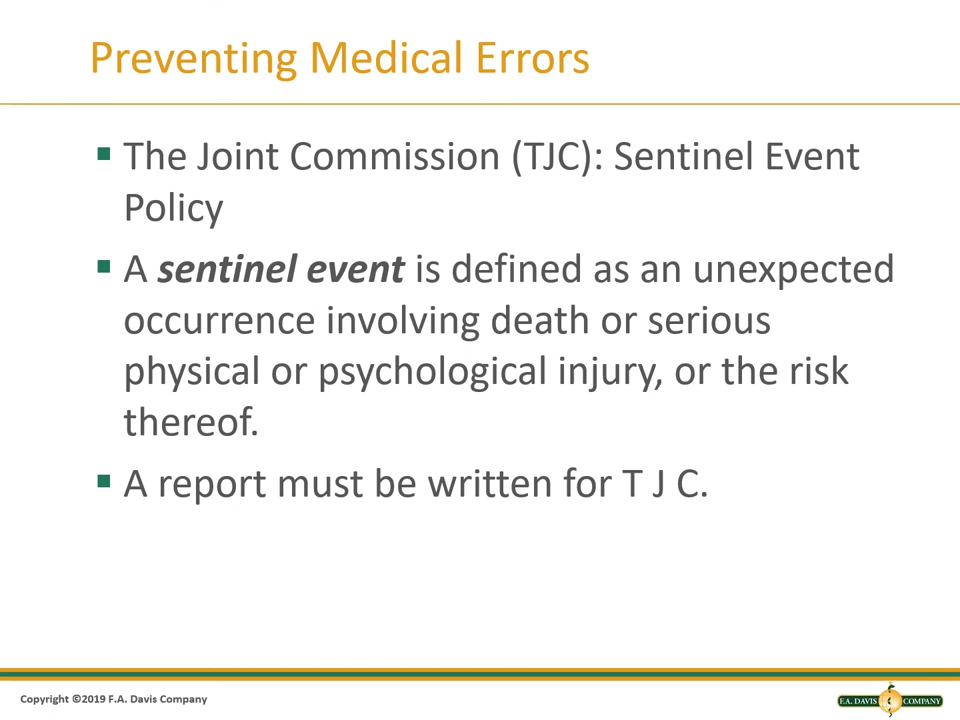 Preventing Medical Errors
▪ The Joint Commission (TJC): Sentinel Event
Policy
▪ A sentinel event is defined as an unexpected
occurrence involving death or serious
physical or psychological injury, or the risk
thereof.
▪ A report must be written for T J C.
Copyright ©2019 F.A. Davis Company
F.A. DAVIS COMPANY